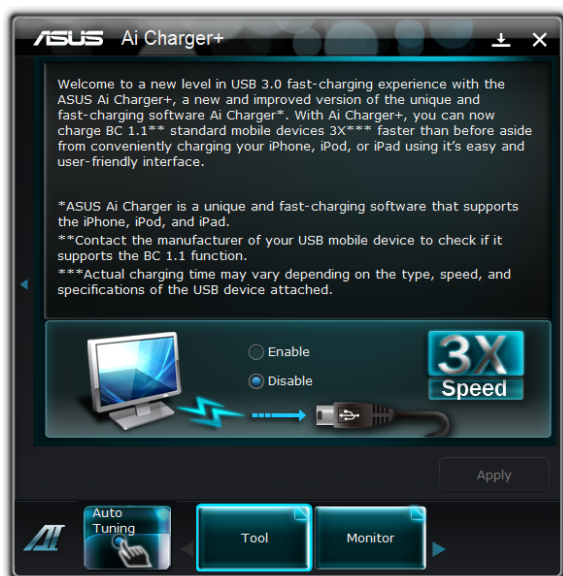 ASUS Ai Charger+
Welcome to a new level in USB 3.0 fast-charging experience with the
ASUS Ai Charger+, a new and improved version of the unique and
fast-charging software Ai Charger*. With Ai Charger+, you can now
charge BC 1.1** standard mobile devices 3X*** faster than before aside
from conveniently charging your iPhone, iPod, or iPad using it's easy and
user-friendly interface.
*ASUS Ai Charger is a unique and fast-charging software that supports
the iPhone, iPod, and iPad.
**Contact the manufacturer of your USB mobile device to check if it
supports the BC 1.1 function.
***Actual charging time may vary depending on the type, speed, and
specifications of the USB device attached.
Enable
Disable
3X
Speed
Apply
AI
Auto
Tuning
Tool
Monitor